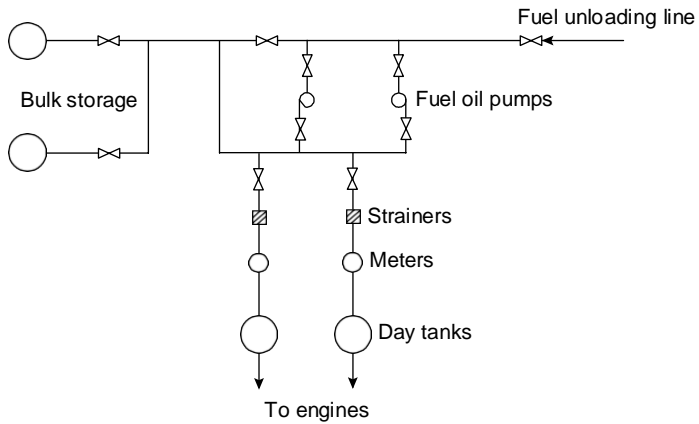 Fuel unloading line
Bulk storage
Fuel oil pumps
Strainers
Meters
Day tanks
To engines